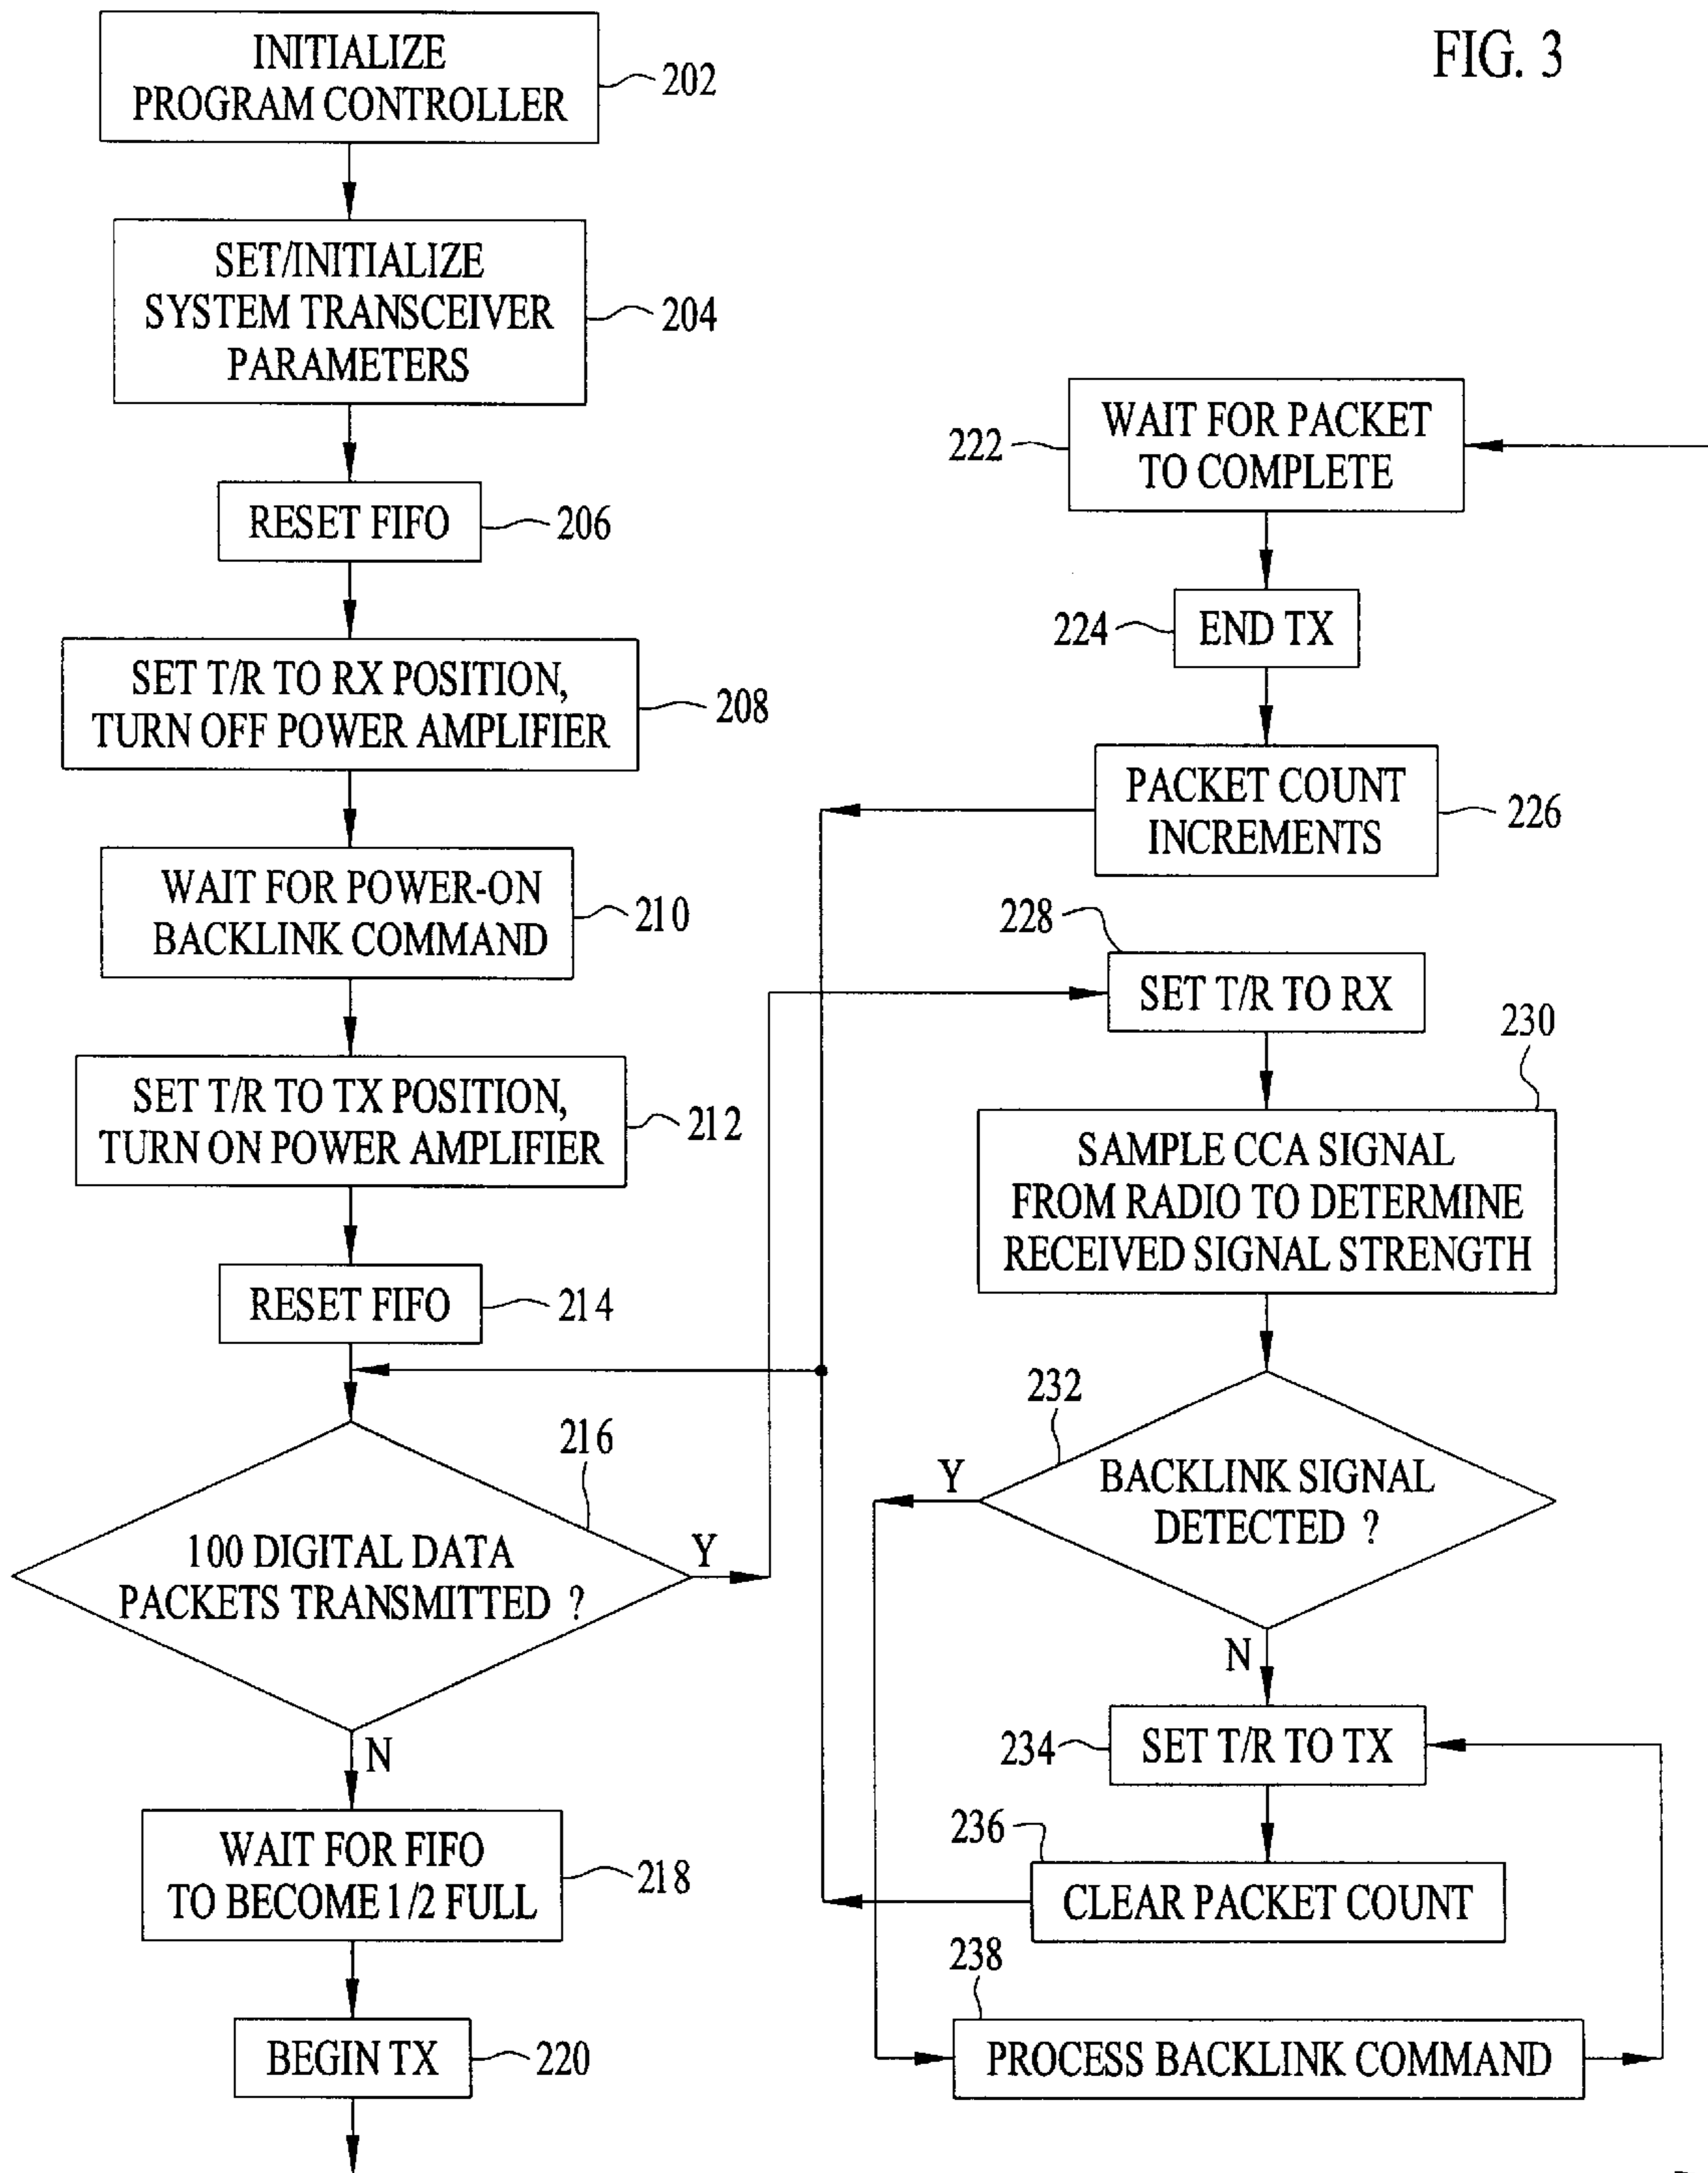 FIG. 3
INITIALIZE
PROGRAM CONTROLLER
202
SET/INITIALIZE
SYSTEM TRANSCEIVER
PARAMETERS
204
RESET FIFO
206
SET T/R TO RX POSITION,
TURN OFF POWER AMPLIFIER
208
WAIT FOR POWER-ON
BACKLINK COMMAND
210
SET T/R TO TX POSITION,
TURN ON POWER AMPLIFIER
212
RESET FIFO
214
216
100 DIGITAL DATA
PACKETS TRANSMITTED ?
Y
N
WAIT FOR FIFO
TO BECOME 1/2 FULL
218
BEGIN TX
220
222
WAIT FOR PACKET
TO COMPLETE
224
END TX
PACKET COUNT
INCREMENTS
226
228
SET T/R TO RX
230
SAMPLE CCA SIGNAL
FROM RADIO TO DETERMINE
RECEIVED SIGNAL STRENGTH
232
Y
BACKLINK SIGNAL
DETECTED ?
N
234
SET T/R TO TX
236
CLEAR PACKET COUNT
238
PROCESS BACKLINK COMMAND